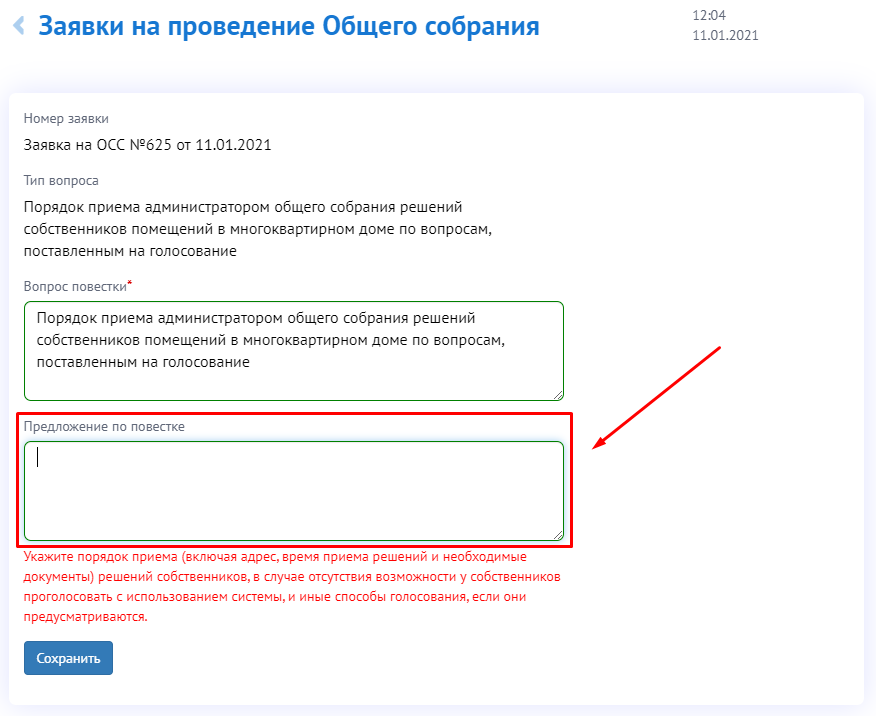 Заявки на проведение Общего собрания
12:04
11.01.2021
Номер заявки
Заявка на ОСС №625 от 11.01.2021
Тип вопроса
Порядок приема администратором общего собрания решений
собственников помещений в многоквартирном доме по вопросам,
поставленным на голосование
Вопрос повестки*
Порядок приема администратором общего собрания решений
собственников помещений в многоквартирном доме по вопросам,
поставленным на голосование
Предложение по повестке
Укажите порядок приема (включая адрес, время приема решений и необходимые
документы) решений собственников, в случае отсутствия возможности у собственников
проголосовать с использованием системы, и иные способы голосования, если они
предусматриваются.
Сохранить